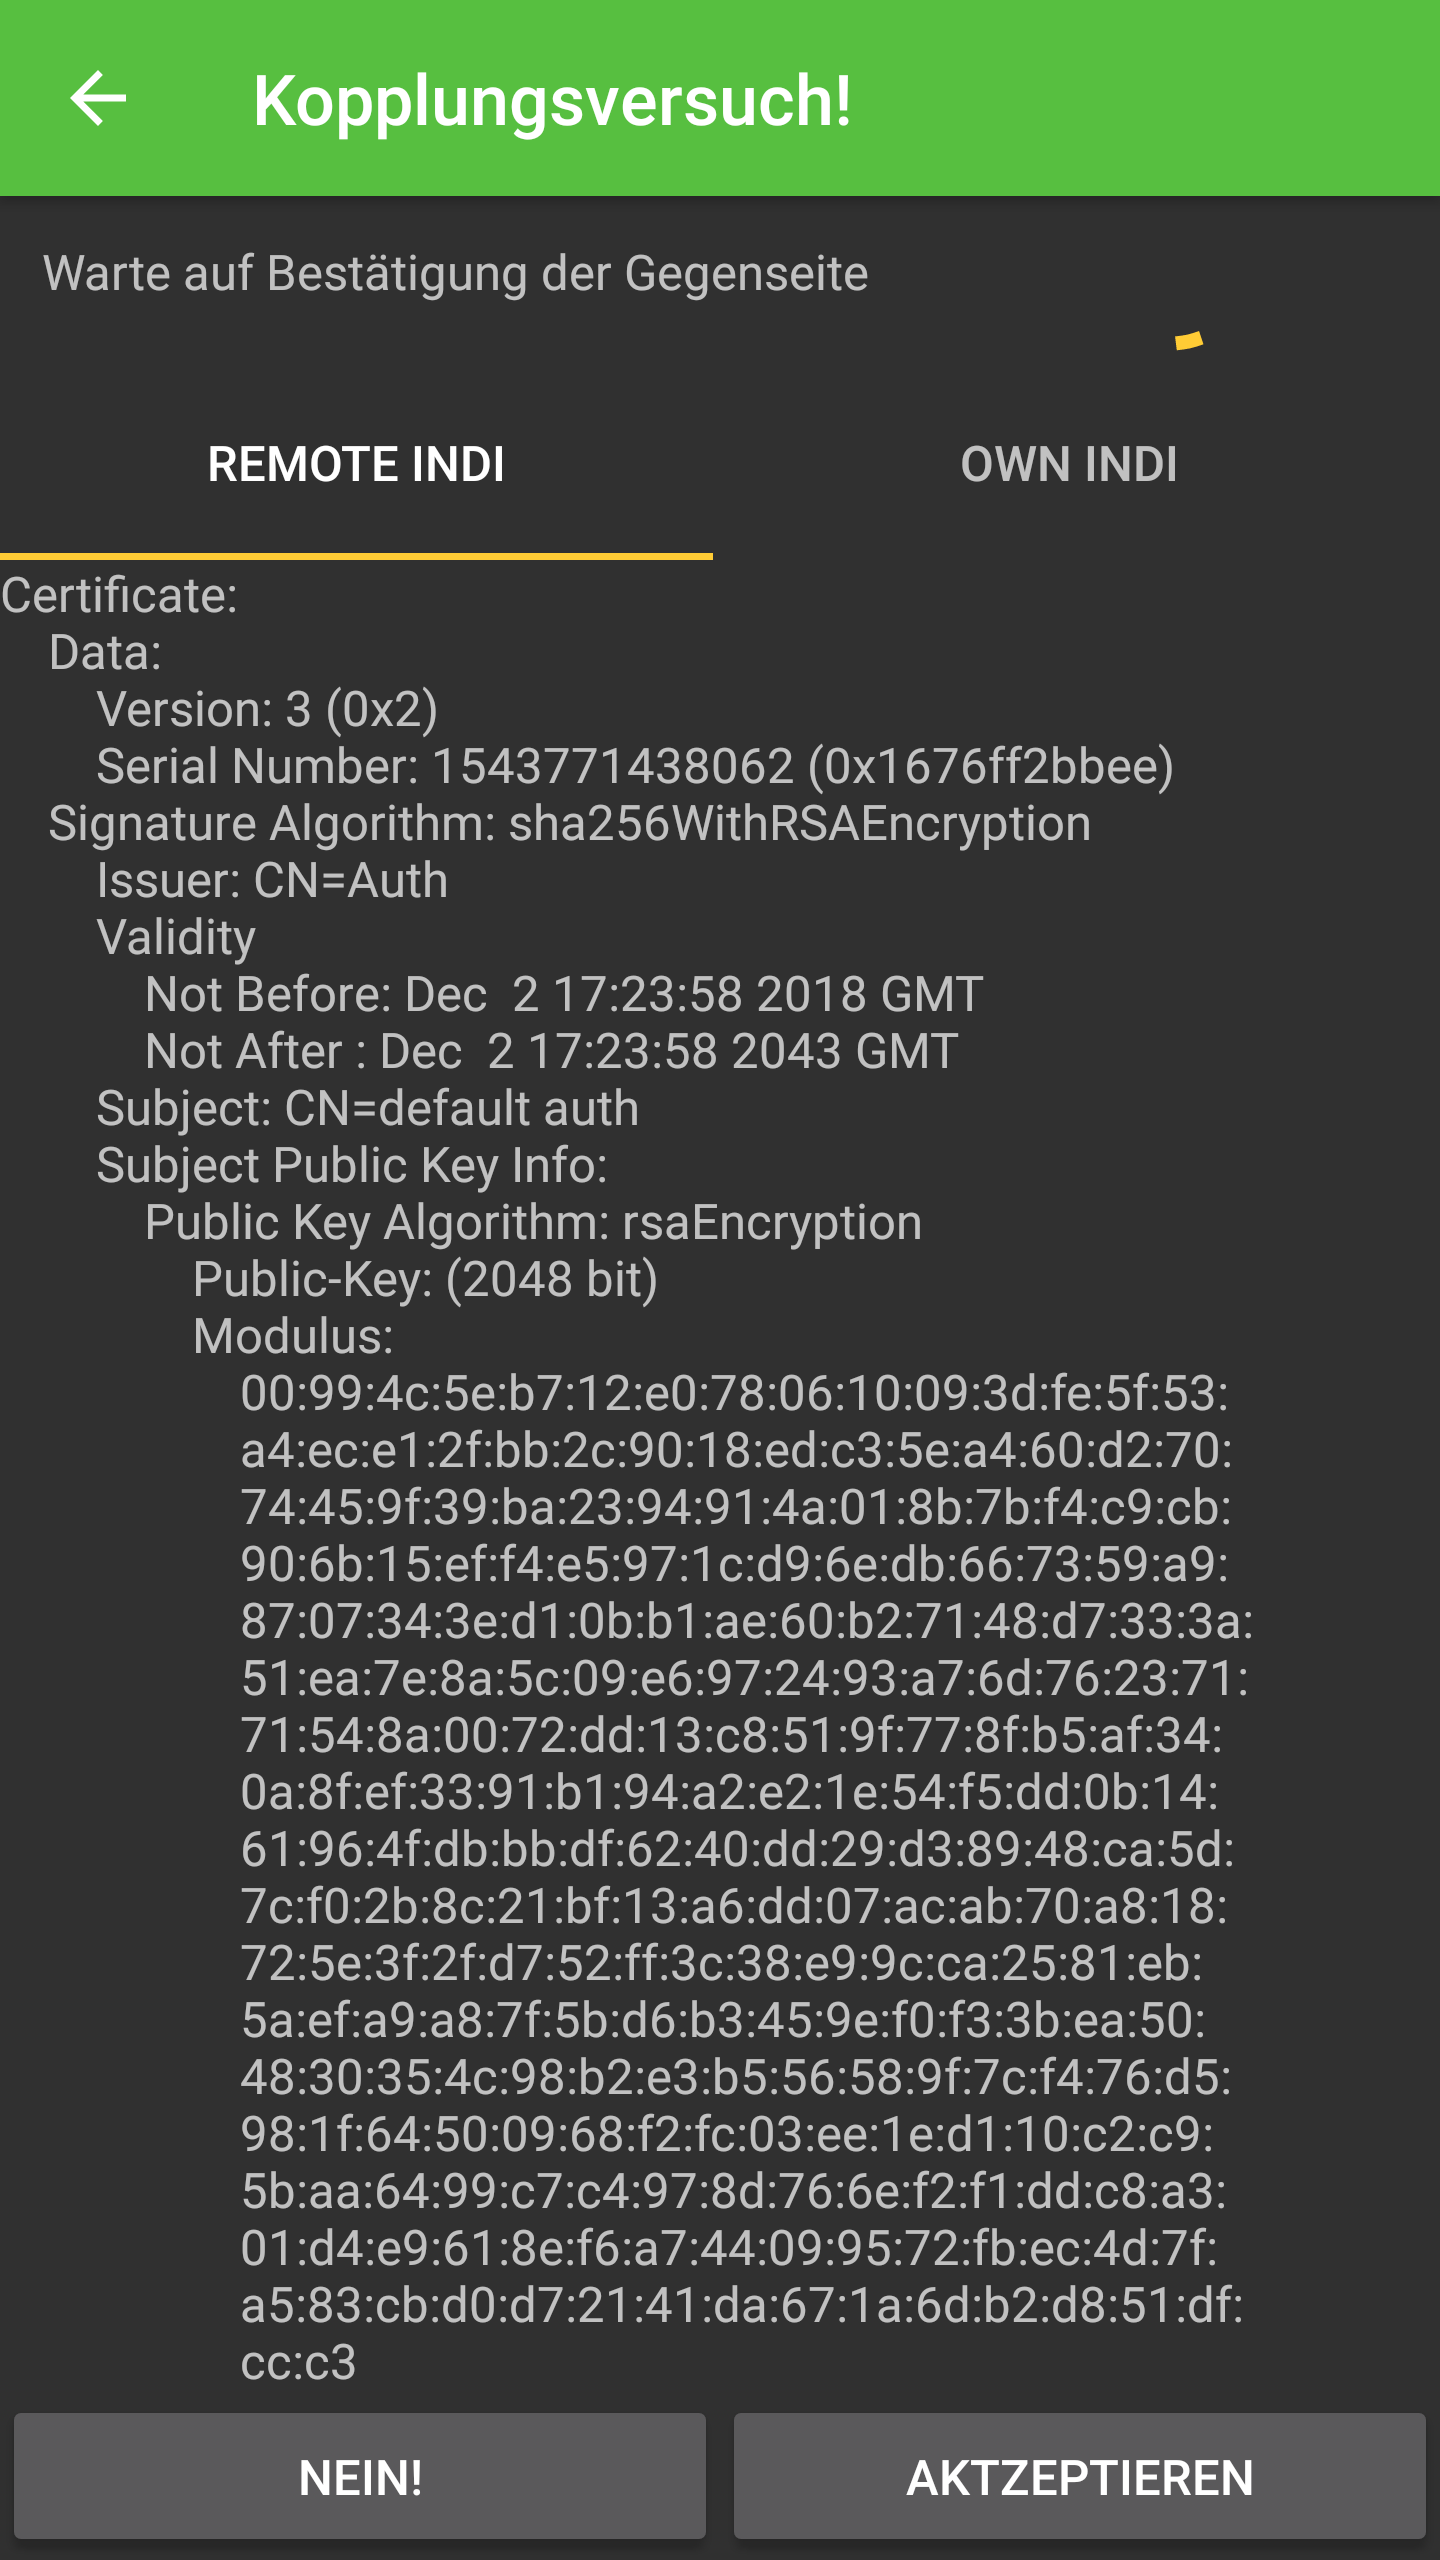 Kopplungsversuch!
Warte auf Bestätigung der Gegenseite
REMOTE INDI
OWN INDI
Certificate:
Data:
Version: 3 (0x2)
Serial Number: 1543771438062 (0x1676ff2bbee)
Signature Algorithm: sha256WithRSAEncryption
Issuer: CN=Auth
Validity
Not Before: Dec  2 17:23:58 2018 GMT
Not After : Dec  2 17:23:58 2043 GMT
Subject: CN=default auth
Subject Public Key Info:
Public Key Algorithm: rsaEncryption
Public-Key: (2048 bit)
Modulus:
00:99:4c:5e:b7:12:e0:78:06:10:09:3d:fe:5f:53:
a4:ec:e1:2f:bb:2c:90:18:ed:c3:5e:a4:60:d2:70:
74:45:9f:39:ba:23:94:91:4a:01:8b:7b:f4:c9:cb:
90:6b:15:ef:f4:e5:97:1c:d9:6e:db:66:73:59:a9:
87:07:34:3e:d1:0b:b1:ae:60:b2:71:48:d7:33:3a:
51:ea:7e:8a:5c:09:e6:97:24:93:a7:6d:76:23:71:
71:54:8a:00:72:dd:13:c8:51:9f:77:8f:b5:af:34:
0a:8f:ef:33:91:b1:94:a2:e2:1e:54:f5:dd:0b:14:
61:96:4f:db:bb:df:62:40:dd:29:d3:89:48:ca:5d:
7c:f0:2b:8c:21:bf:13:a6:dd:07:ac:ab:70:a8:18:
72:5e:3f:2f:d7:52:ff:3c:38:e9:9c:ca:25:81:eb:
5a:ef:a9:a8:7f:5b:d6:b3:45:9e:f0:f3:3b:ea:50:
48:30:35:4c:98:b2:e3:b5:56:58:9f:7c:f4:76:d5:
98:1f:64:50:09:68:f2:fc:03:ee:1e:d1:10:c2:c9:
5b:aa:64:99:c7:c4:97:8d:76:6e:f2:f1:dd:c8:a3:
01:d4:e9:61:8e:f6:a7:44:09:95:72:fb:ec:4d:7f:
a5:83:cb:d0:d7:21:41:da:67:1a:6d:b2:d8:51:df:
cc:c3
NEIN!
AKTZEPTIEREN